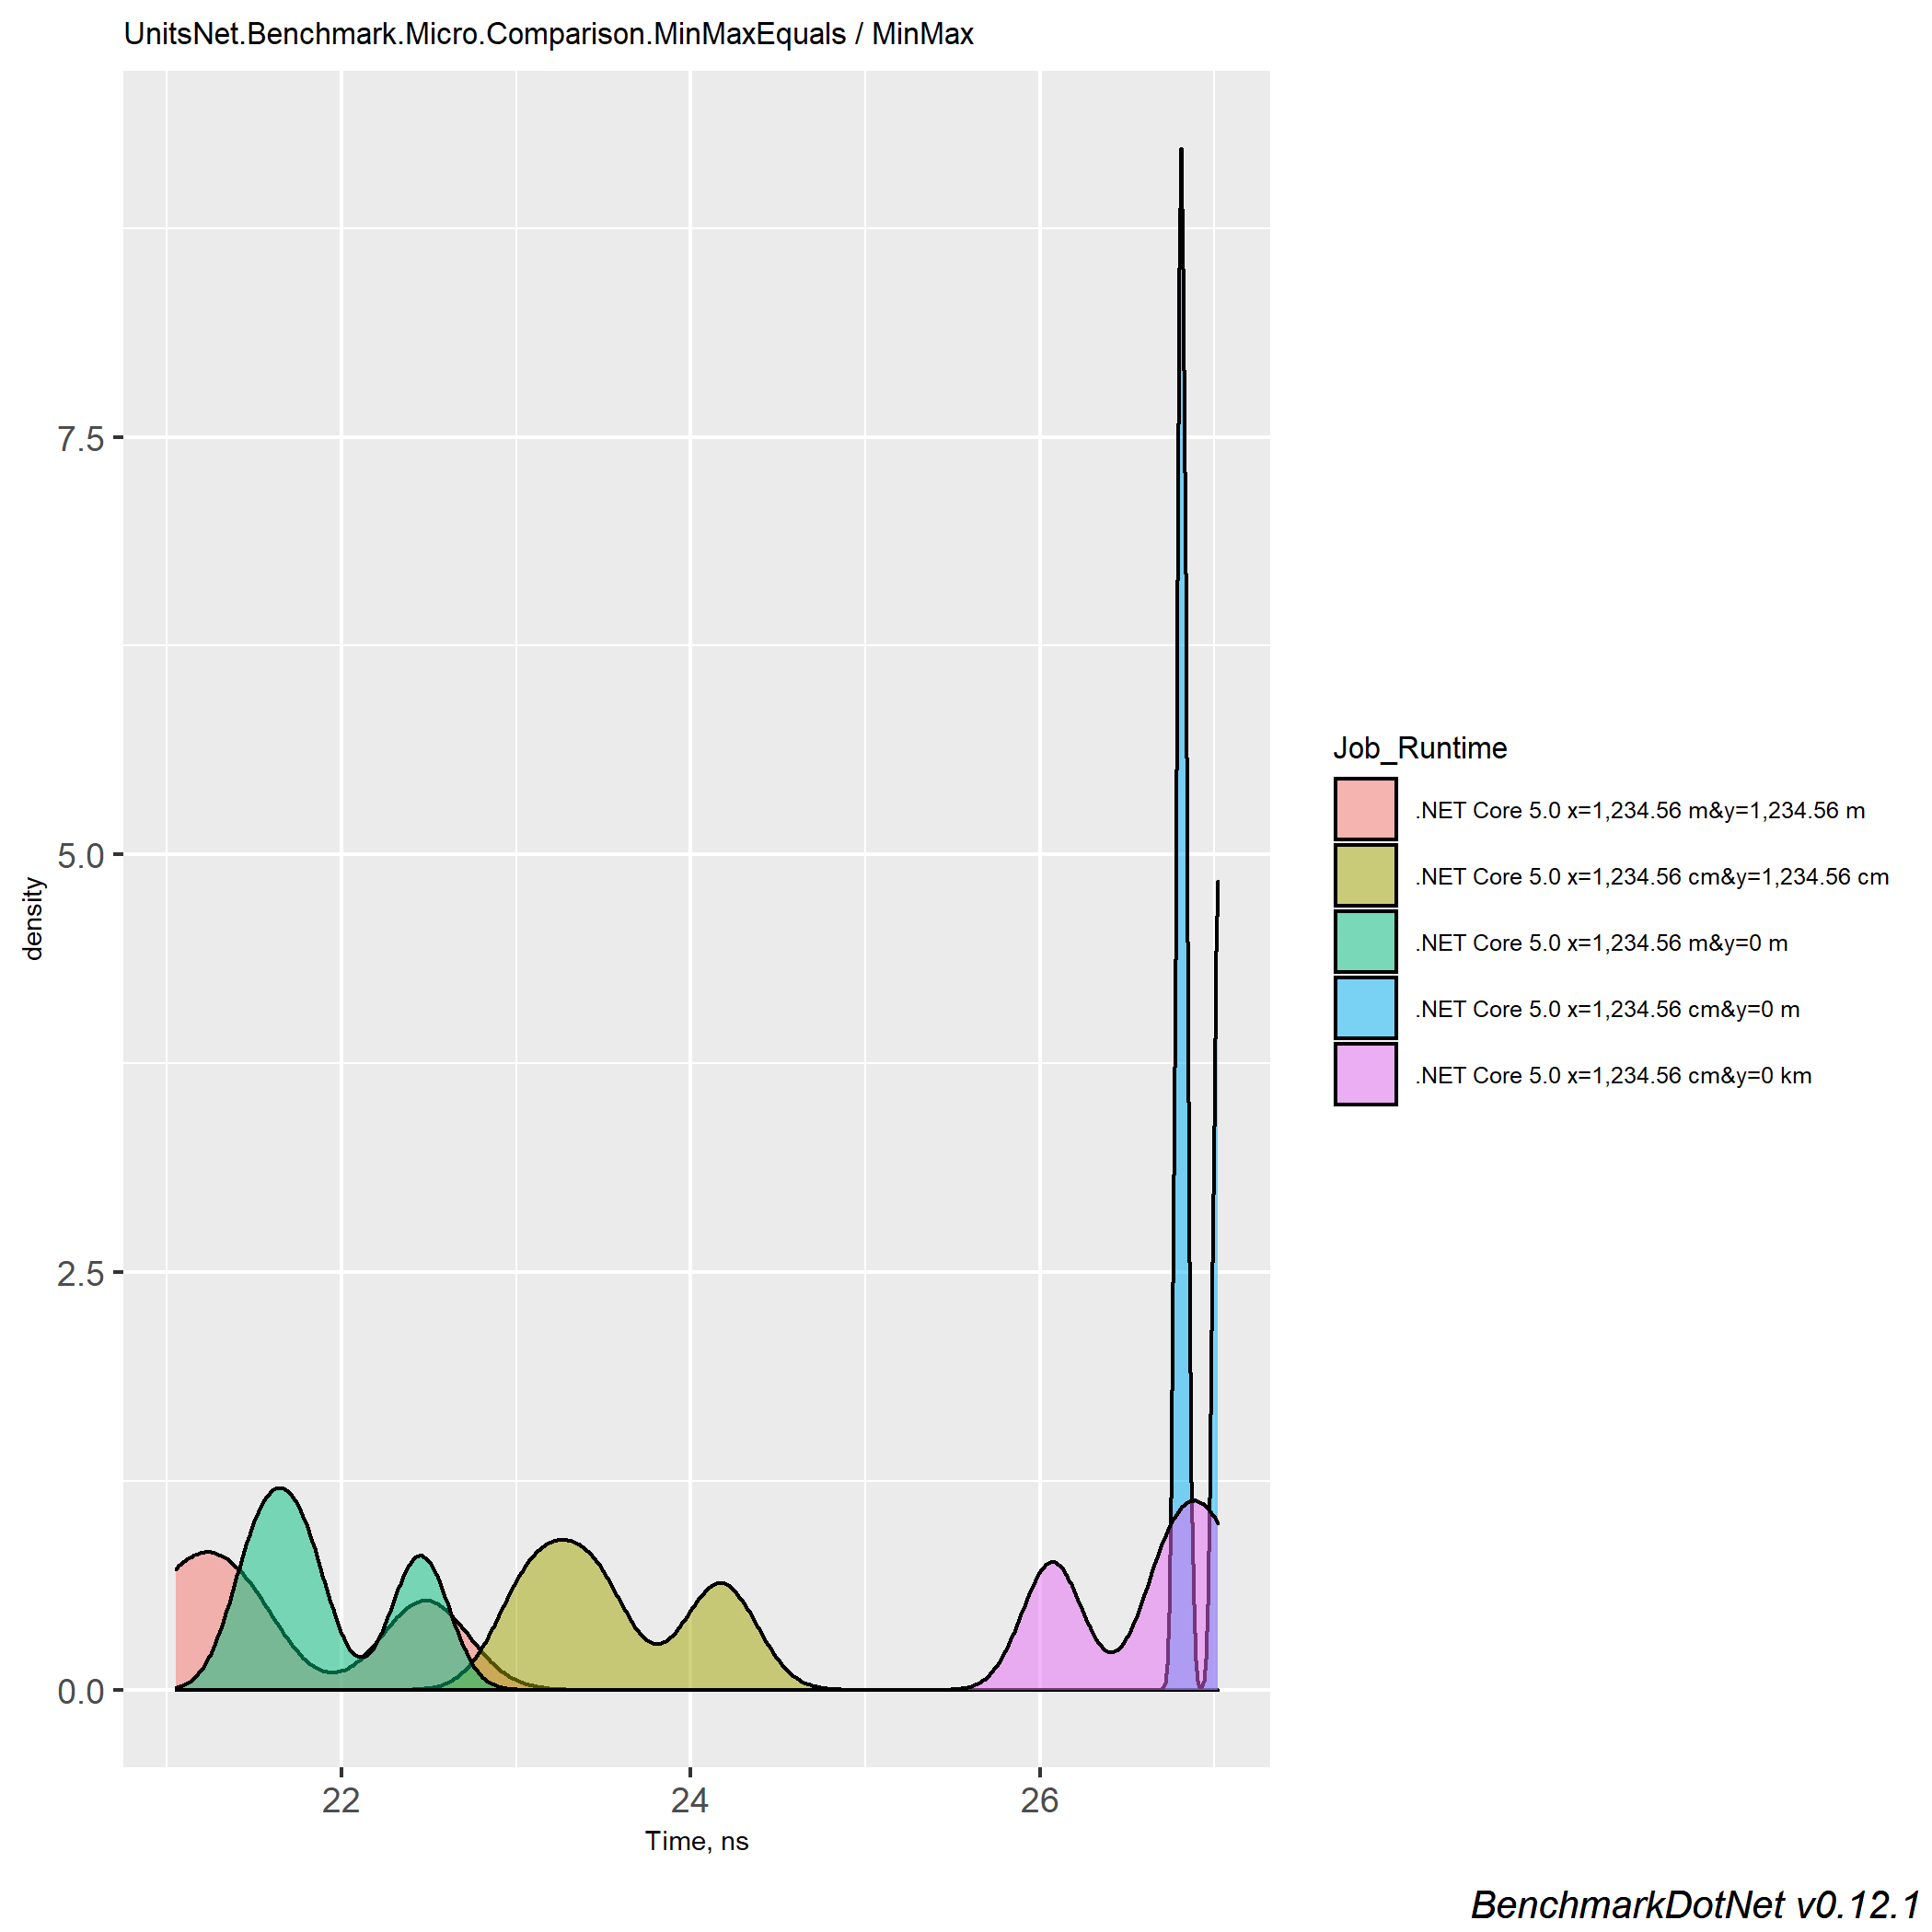 UnitsNet.Benchmark.Micro.Comparison.MinMaxEquals / MinMax
7.5
5.0
2.5
0.0
density
22
24
26
Time, ns
Job_Runtime
.NET Core 5.0 x=1,234.56 m&y=1,234.56 m
.NET Core 5.0 x=1,234.56 cm&y=1,234.56 cm
.NET Core 5.0 x=1,234.56 m&y=0 m
.NET Core 5.0 x=1,234.56 cm&y=0 m
.NET Core 5.0 x=1,234.56 cm&y=0 km
BenchmarkDotNet v0.12.1